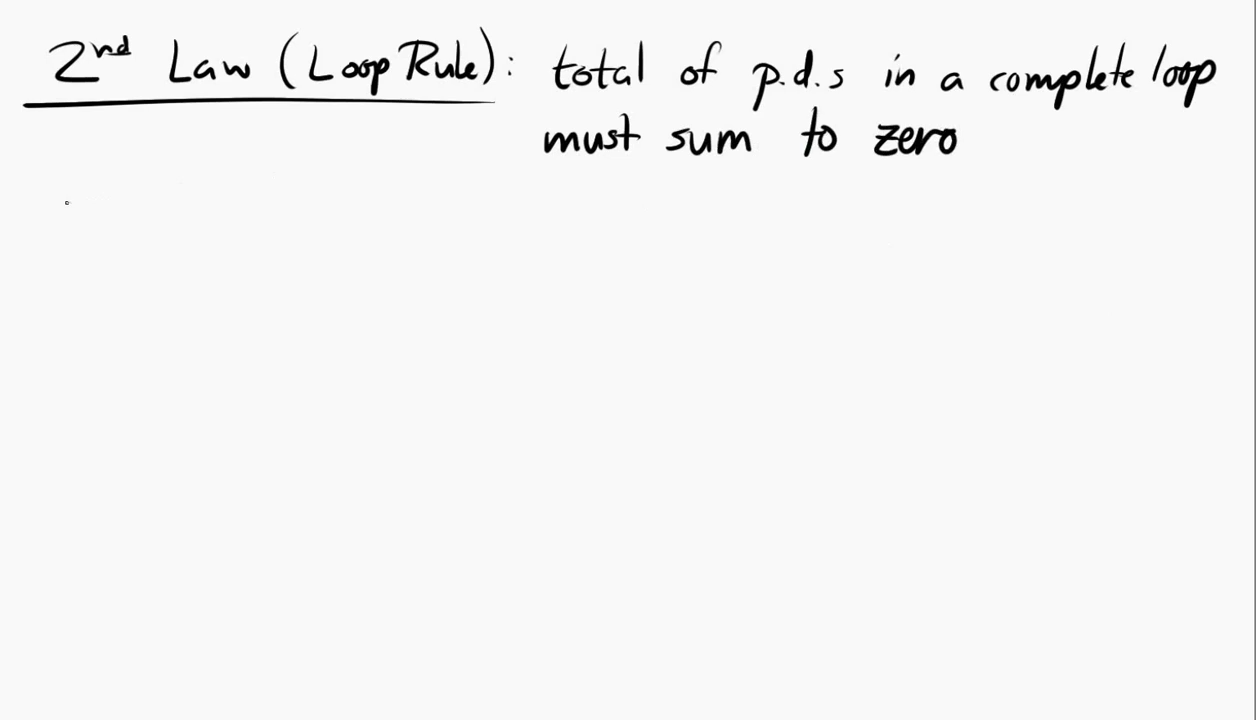 2nd Law (Loop Rule): total of p.d.s in a complete loop
must sum to zero